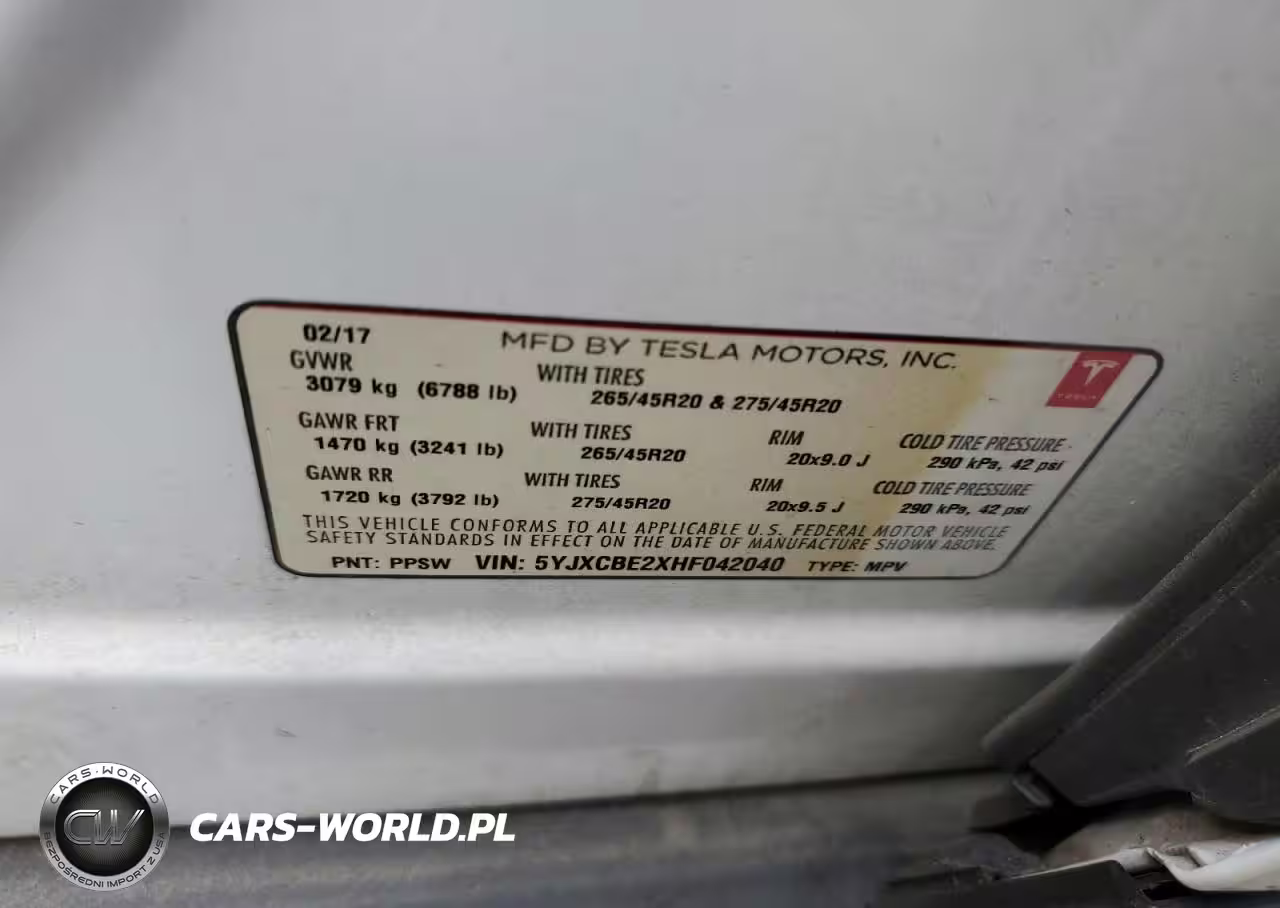 02/17
MFD BY TESLA MOTORS, INC.
TESLA
GVWR
WITH TIRES
3079 kg (6788 lb)
265/45R20 & 275/45R20
GAWR FRT
WITH TIRES
RIM
COLD TIRE PRESSURE
1470 kg (3241 lb)
265/45R20
20x9.0 J
290 kPa, 42 psi
GAWR RR
WITH TIRES
RIM
COLD TIRE PRESSURE
1720 kg (3792 lb)
275/45R20
20x9.5 J
290 kPa, 42 psi
THIS VEHICLE CONFORMS TO ALL APPLICABLE U.S. FEDERAL MOTOR VEHICLE
SAFETY STANDARDS IN EFFECT ON THE DATE OF MANUFACTURE SHOWN ABOVE.
PNT: PPSW VIN: 5YJXCBE2XHF042040 TYPE: MPV
CARS-WORLD
CW
BEZPOŚREDNI IMPORT Z USA
CARS-WORLD.PL